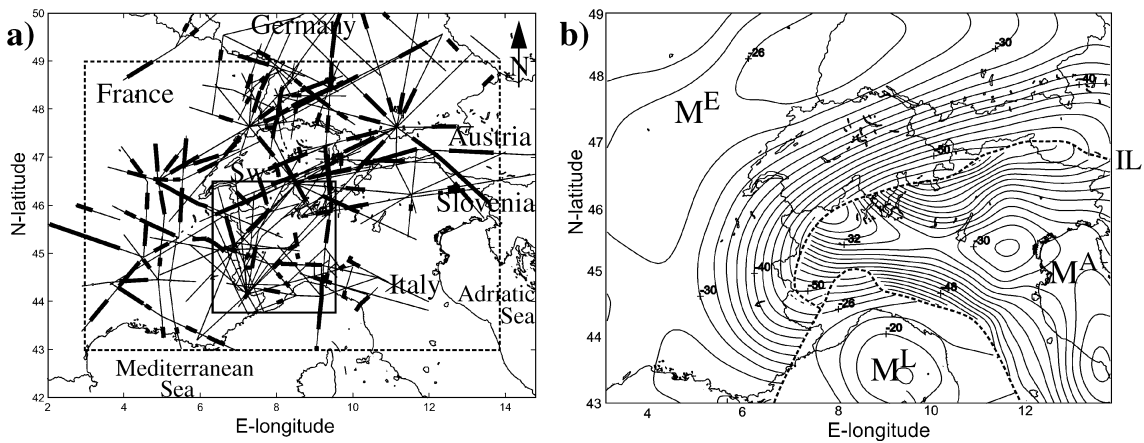 a)
Germany
N
France
Austria
Sw
Slovenia
Italy
Adriatic
Sea
Mediterranean
Sea
50
49
48
47
46
45
44
43
42
2 4 6 8 10 12 14
N-latitude
E-longitude
b)
-26
-30
-40
M^E
-50
IL
-32
-30
M^A
-40
-50
-48
-30
-26
-20
M^L
49
48
47
46
45
44
43
4 6 8 10 12
N-latitude
E-longitude